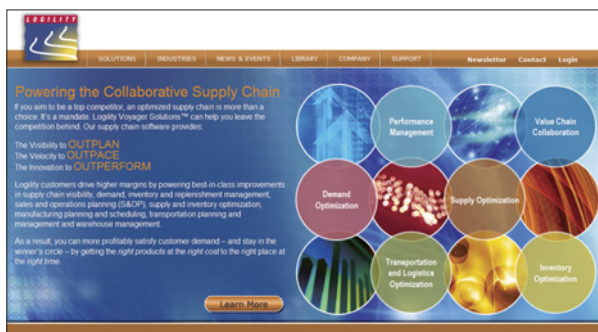 LOGILITY
SOLUTIONS INDUSTRIES NEWS & EVENTS LIBRARY COMPANY SUPPORT Newsletter Contact Login
Powering the Collaborative Supply Chain
If you aim to be a top competitor, an optimized supply chain is more than a
choice. It's a mandate. Logility Voyager Solutions™ can help you leave the
competition behind. Our supply chain software provides:
The Visibility to OUTPLAN
The Velocity to OUTPACE
The Innovation to OUTPERFORM
Logility customers drive higher margins by powering best-in-class improvements
in supply chain visibility, demand, inventory and replenishment management,
sales and operations planning (S&OP), supply and inventory optimization,
manufacturing planning and scheduling, transportation planning and
management and warehouse management.
As a result, you can more profitably satisfy customer demand – and stay in the
winner's circle – by getting the right products at the right cost to the right place at
the right time.
Learn More
Performance
Management
Value Chain
Collaboration
Demand
Optimization
Supply Optimization
Transportation
and Logistics
Optimization
Inventory
Optimization